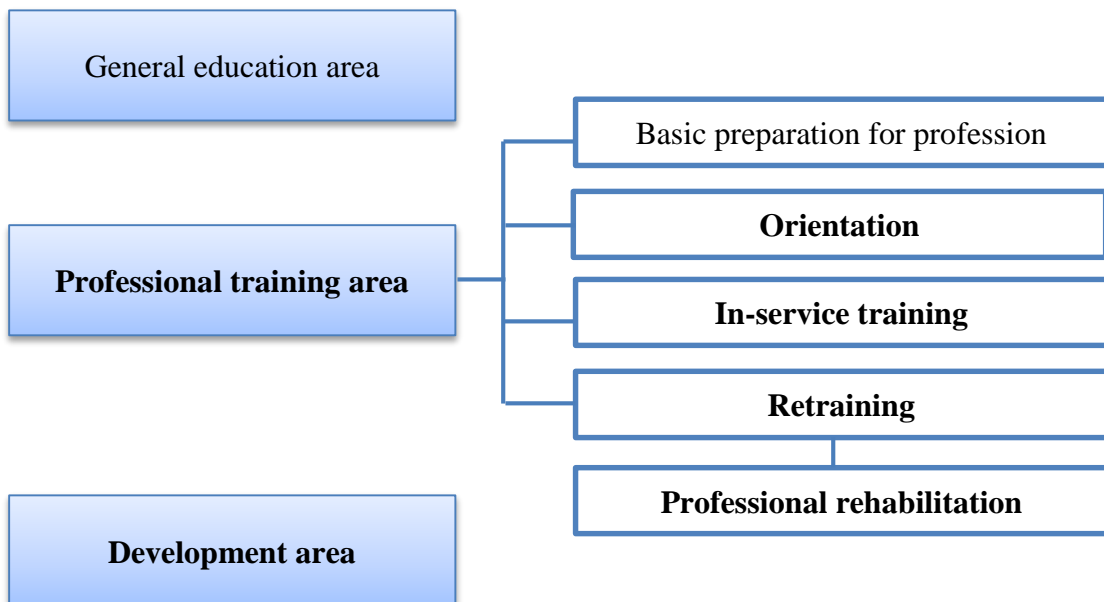 General education area
Basic preparation for profession
Orientation
Professional training area
In-service training
Retraining
Professional rehabilitation
Development area